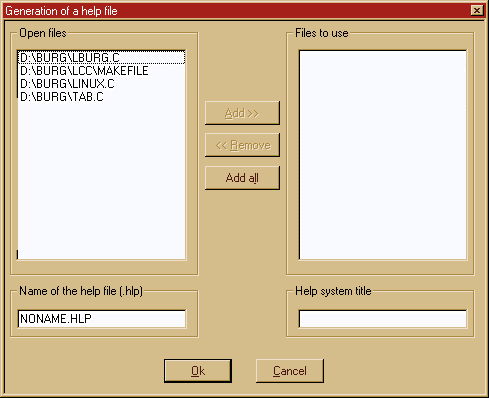 Generation of a help file
Open files
D:\BURG\LBURG.C
D:\BURG\LCC\MAKEFILE
D:\BURG\LINUX.C
D:\BURG\TAB.C
Add >>
<< Remove
Add all
Files to use
Name of the help file (.hlp)
NONAME.HLP
Help system title
Ok
Cancel